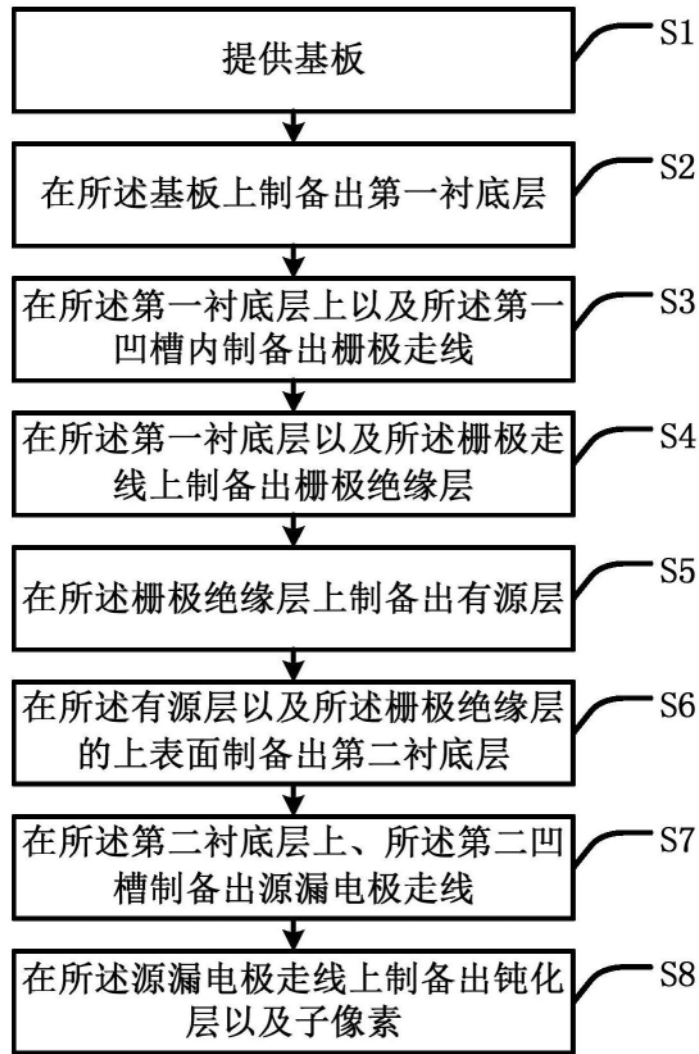 提供基板
S1
在所述基板上制备出第一衬底层
S2
在所述第一衬底层上以及所述第一
凹槽内制备出栅极走线
S3
在所述第一衬底层以及所述栅极走
线上制备出栅极绝缘层
S4
在所述栅极绝缘层上制备出有源层
S5
在所述有源层以及所述栅极绝缘层
的上表面制备出第二衬底层
S6
在所述第二衬底层上、所述第二凹
槽制备出源漏电极走线
S7
在所述源漏电极走线上制备出钝化
层以及子像素
S8